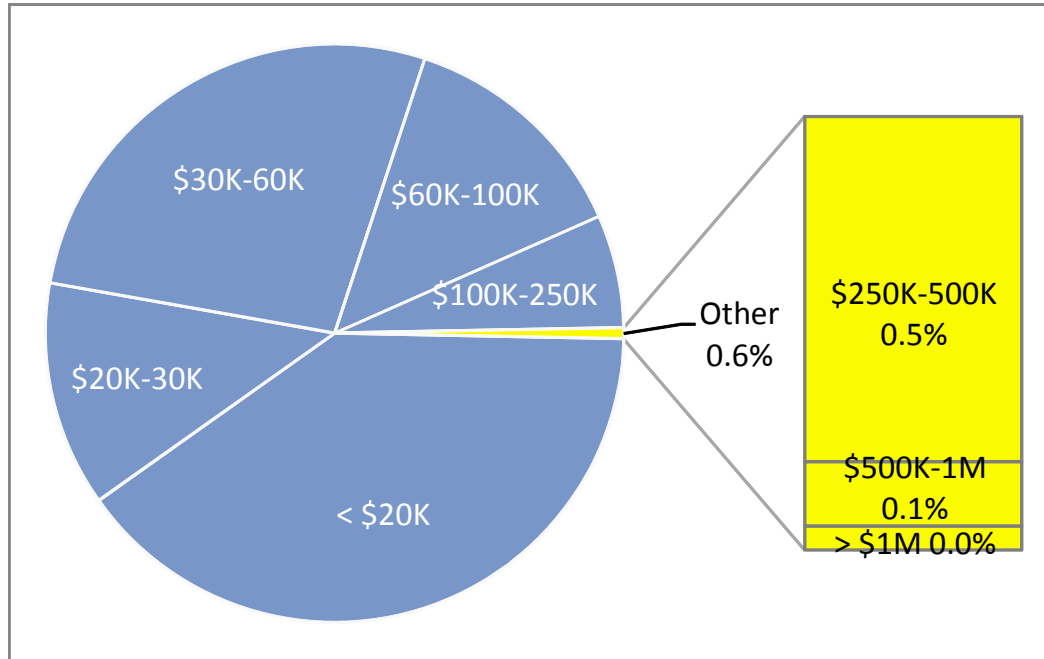 $30K-60K
$60K-100K
$100K-250K
$20K-30K
< $20K
Other
0.6%
$250K-500K
0.5%
$500K-1M
0.1%
> $1M 0.0%